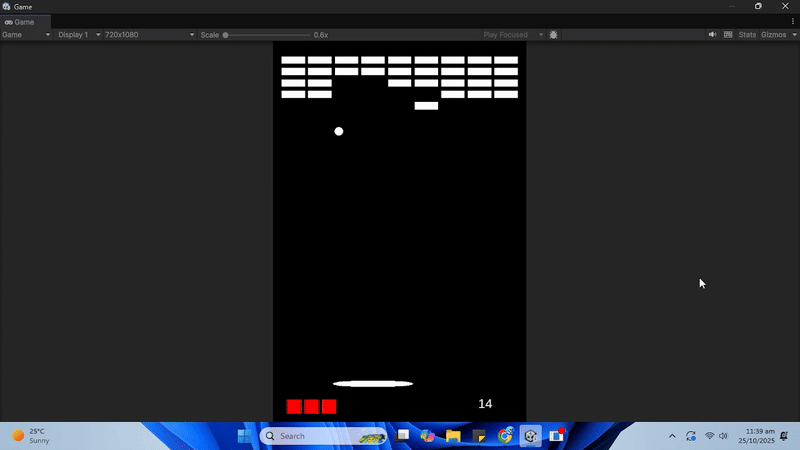 Game
Game
Game Display 1 720x1080 Scale 0.6x Play Focused Stats Gizmos
14
25°C
Sunny
Search
11:39 am
25/10/2025